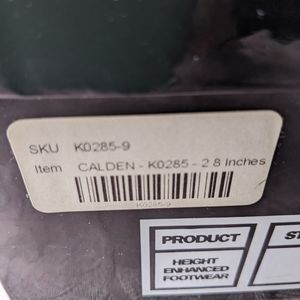 SKU K0285-9
Item CALDEN - K0285 - 2.8 Inches
K0285-9
PRODUCT
HEIGHT
ENHANCED
FOOTWEAR